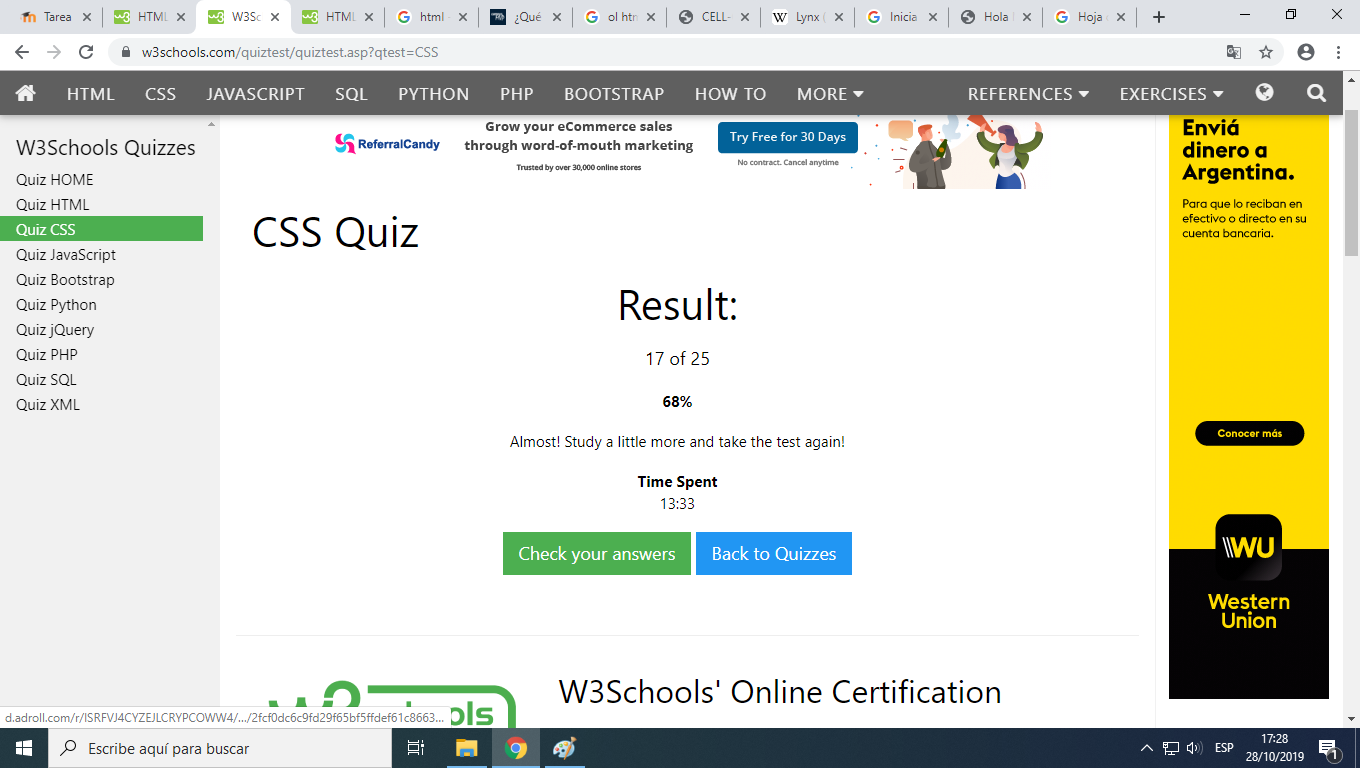 Tarea
HTML
W3Sc
HTML
html
¿Qué
ol htm
CELL-
Lynx (
Inicia
Hola
Hoja
w3schools.com/quiztest/quiztest.asp?qtest=CSS
HTML CSS JAVASCRIPT SQL PYTHON PHP BOOTSTRAP HOW TO MORE REFERENCES EXERCISES
W3Schools Quizzes
Quiz HOME
Quiz HTML
Quiz CSS
Quiz JavaScript
Quiz Bootstrap
Quiz Python
Quiz jQuery
Quiz PHP
Quiz SQL
Quiz XML
ReferralCandy
Grow your eCommerce sales
through word-of-mouth marketing
Trusted by over 30,000 online stores
Try Free for 30 Days
No contract. Cancel anytime
CSS Quiz
Result:
17 of 25
68%
Almost! Study a little more and take the test again!
Time Spent
13:33
Check your answers
Back to Quizzes
W3Schools' Online Certification
Enviá
dinero a
Argentina.
Para que lo reciban en
efectivo o directo en su
cuenta bancaria.
Conocer más
WU
Western
Union
d.adroll.com/r/ISRFVJ4CYZEJLCRYPCOWW4/.../2fcf0dc6c9fd29f65bf5ffdef61c8663...
Escribe aquí para buscar
ESP
17:28
28/10/2019
1